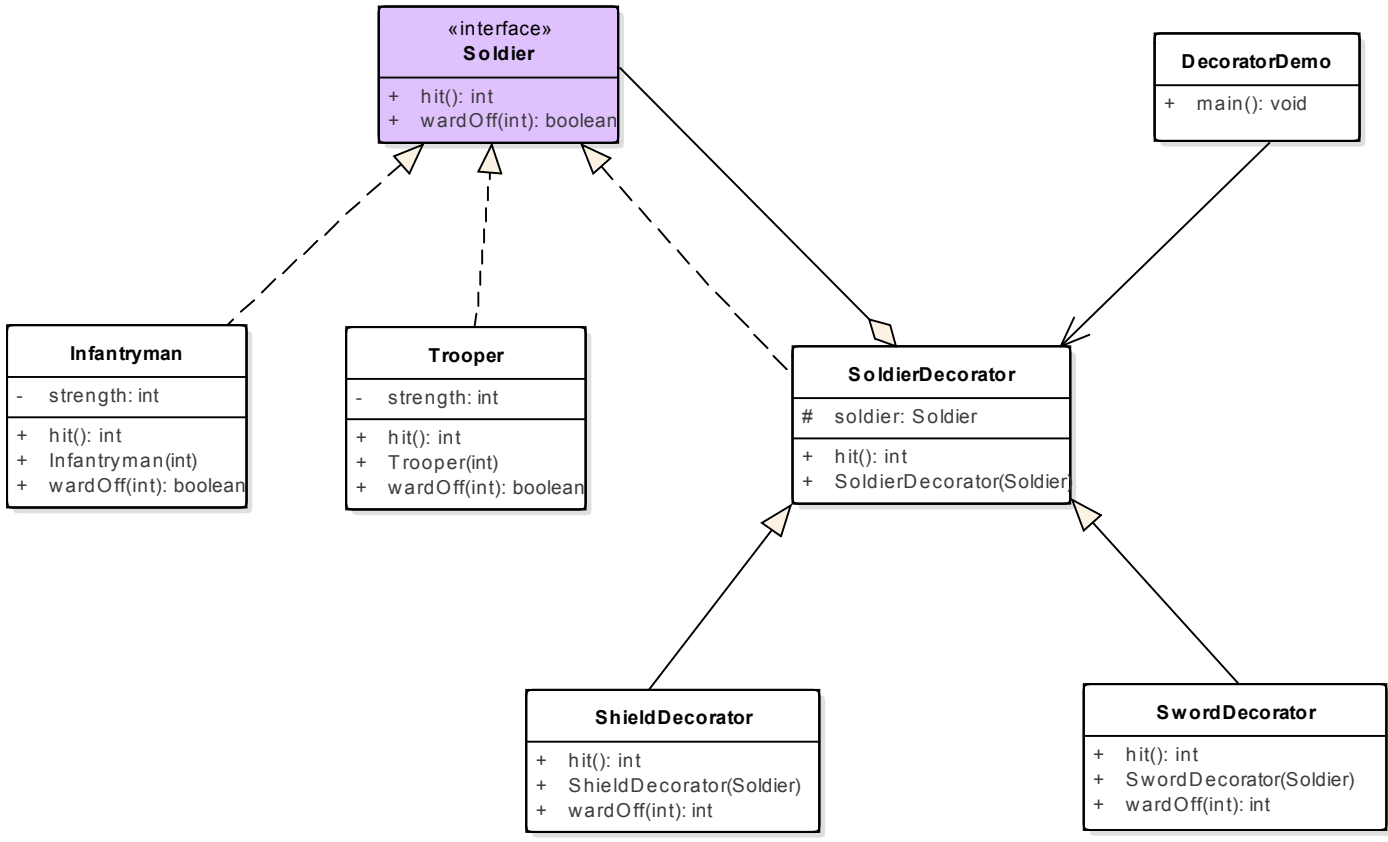 «interface»
Soldier
+ hit(): int
+ wardOff(int): boolean
DecoratorDemo
+ main(): void
Infantryman
- strength: int
+ hit(): int
+ Infantryman(int)
+ wardOff(int): boolean
Trooper
- strength: int
+ hit(): int
+ Trooper(int)
+ wardOff(int): boolean
SoldierDecorator
# soldier: Soldier
+ hit(): int
+ SoldierDecorator(Soldier)
ShieldDecorator
+ hit(): int
+ ShieldDecorator(Soldier)
+ wardOff(int): int
SwordDecorator
+ hit(): int
+ SwordDecorator(Soldier)
+ wardOff(int): int